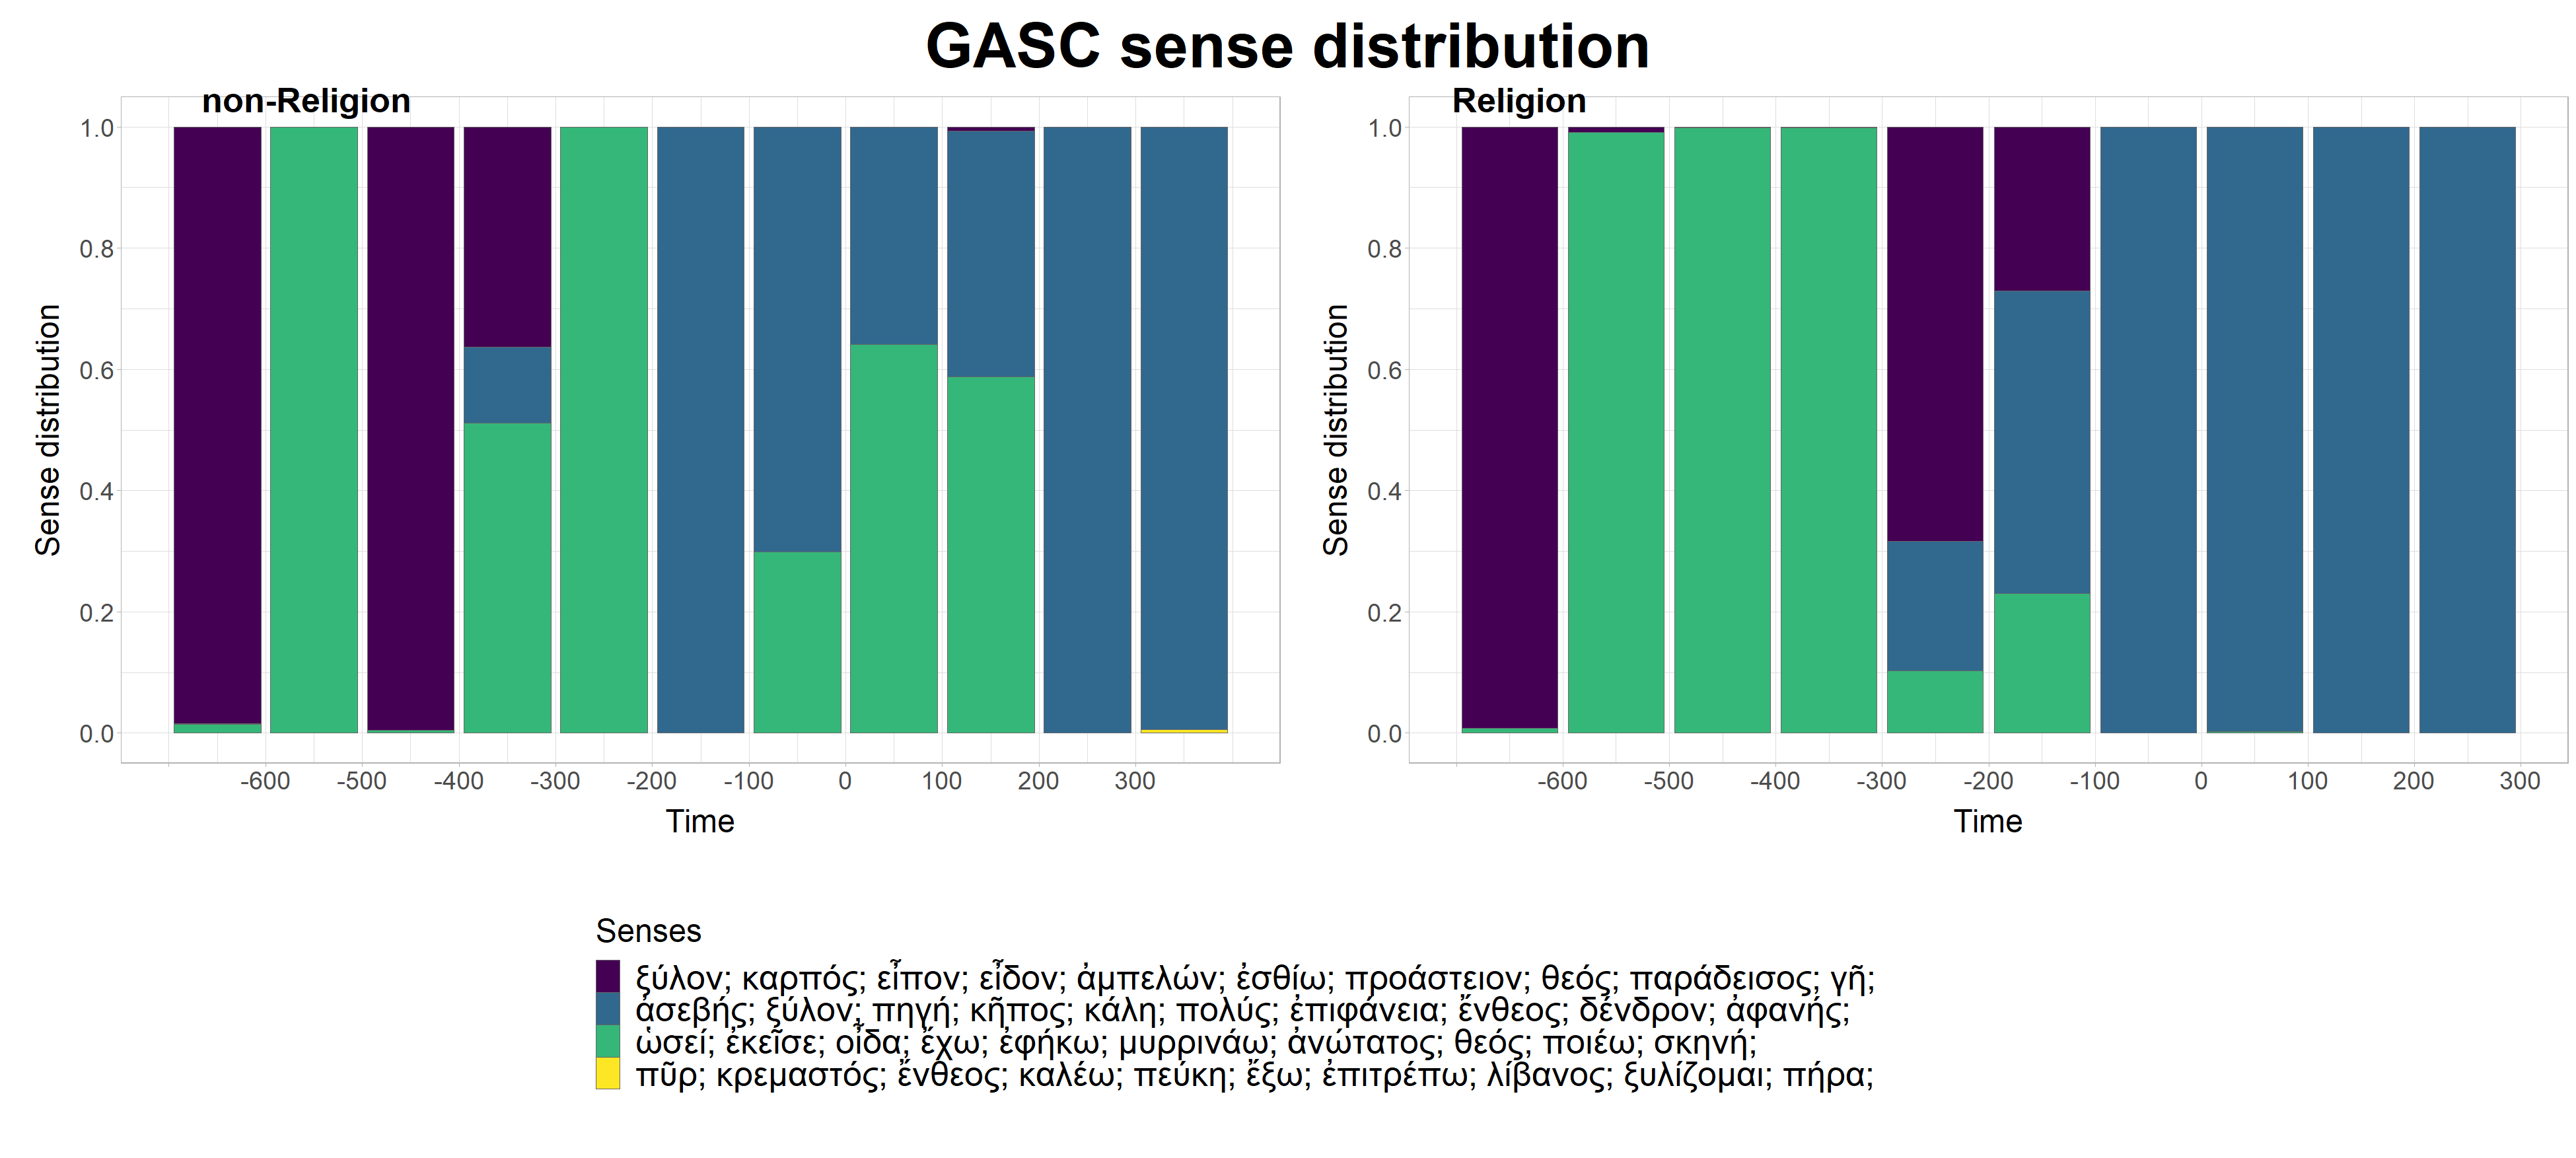 GASC sense distribution
non-Religion
Sense distribution
1.0
0.8
0.6
0.4
0.2
0.0
-600 -500 -400 -300 -200 -100 0 100 200 300
Time
Religion
Sense distribution
1.0
0.8
0.6
0.4
0.2
0.0
-600 -500 -400 -300 -200 -100 0 100 200 300
Time
Senses
ξύλον; καρπός; εἶπον; εἶδον; ἀμπελών; ἐσθίω; προάστειον; θεός; παράδεισος; γῆ;
ἀσεβής; ξύλον; πηγή; κῆπος; κάλη; πολύς; ἐπιφάνεια; ἔνθεος; δένδρον; ἀφανής;
ὡσεί; ἐκεῖσε; οἶδα; ἔχω; ἐφήκω; μυρρινάω; ἀνώτατος; θεός; ποιέω; σκηνή;
πῦρ; κρεμαστός; ἔνθεος; καλέω; πεύκη; ἔξω; ἐπιτρέπω; λίβανος; ξυλίζομαι; πήρα;